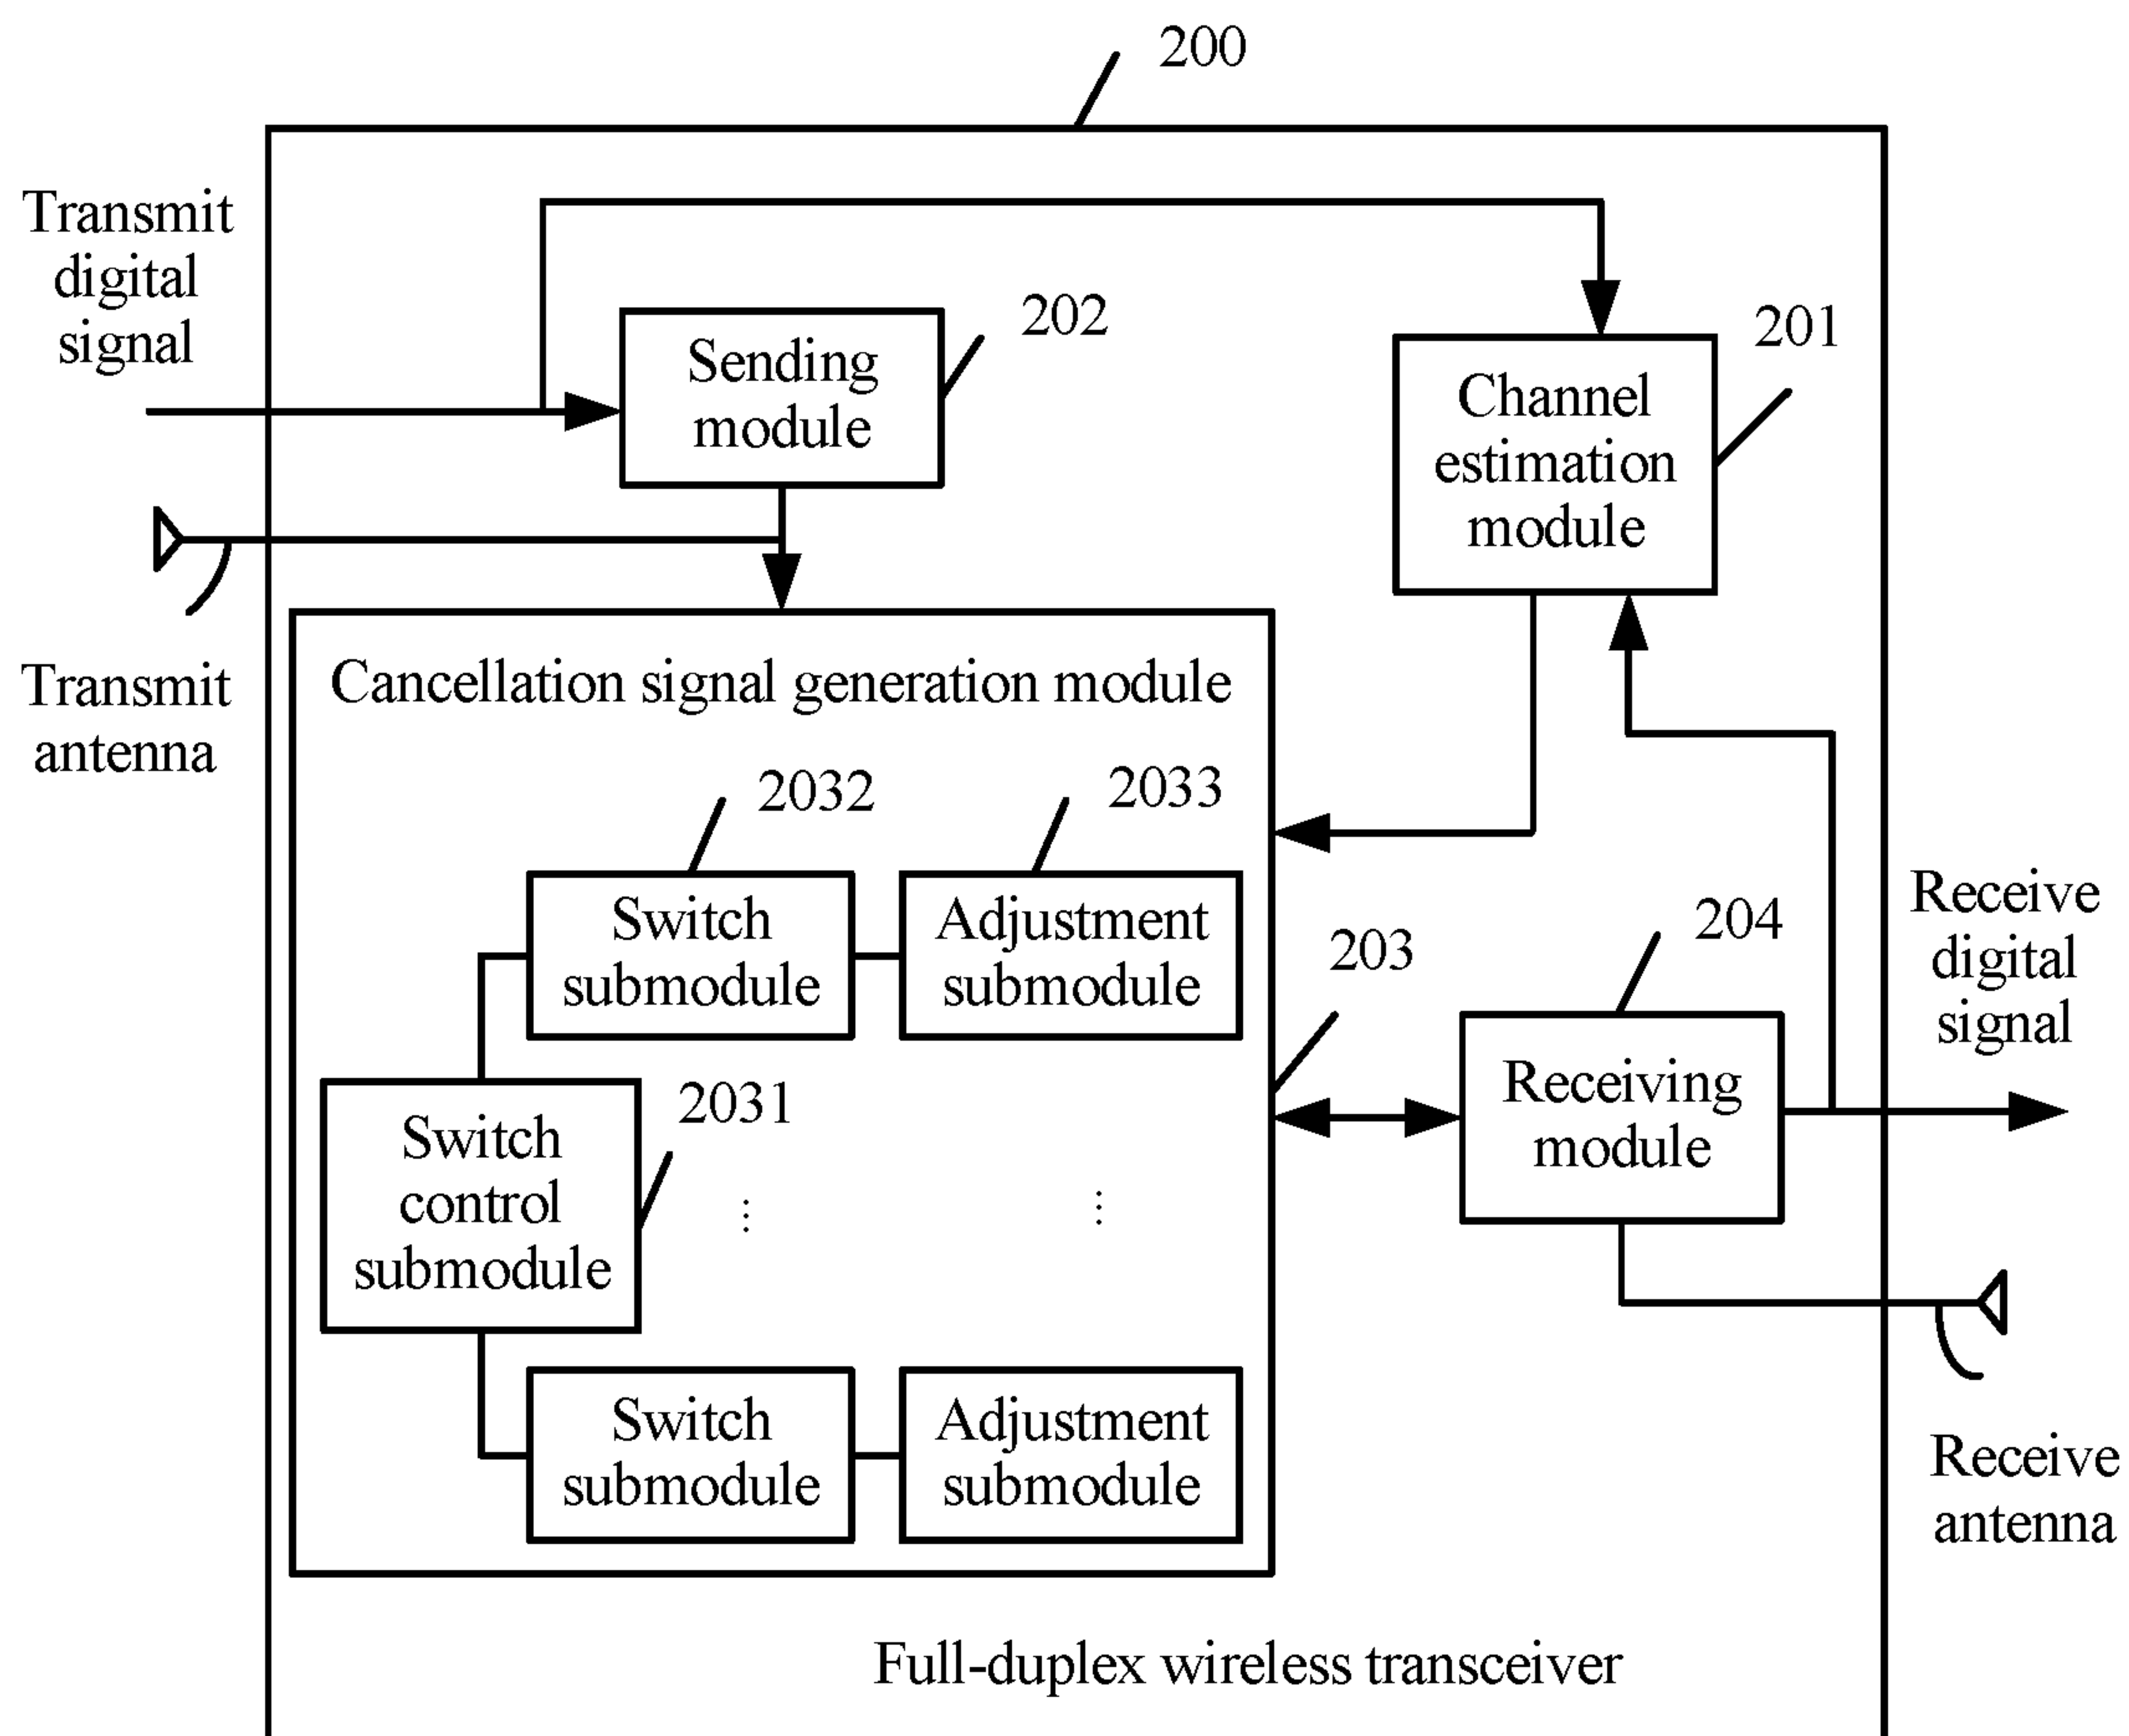 200
Transmit
digital
signal
202
201
Sending
module
Channel
estimation
module
Transmit
antenna
Cancellation signal generation module
2032
2033
Switch
submodule
Adjustment
submodule
203
204
Receive
digital
signal
2031
Switch
control
submodule
⋮
⋮
Receiving
module
Switch
submodule
Adjustment
submodule
Receive
antenna
Full-duplex wireless transceiver